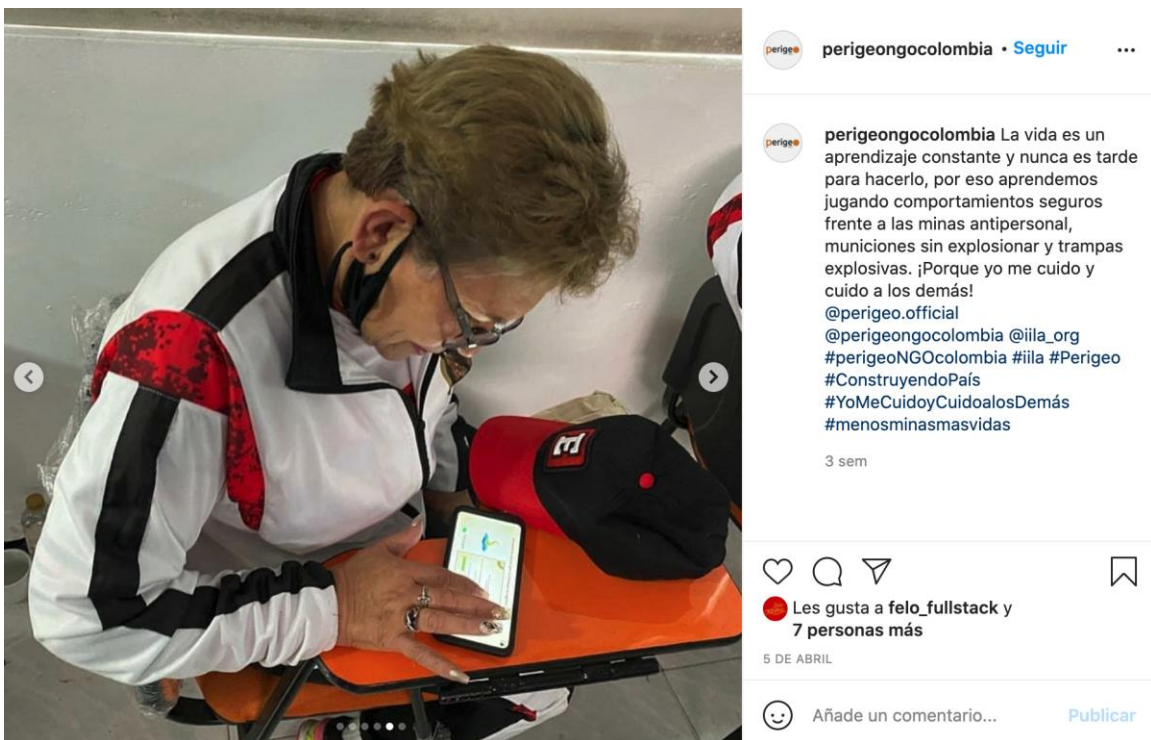 perigeo
perigeongocolombia • Seguir
perigeo
perigeongocolombia La vida es un
aprendizaje constante y nunca es tarde
para hacerlo, por eso aprendemos
jugando comportamientos seguros
frente a las minas antipersonal,
municiones sin explosionar y trampas
explosivas. ¡Porque yo me cuido y
cuido a los demás!
@perigeo.official
@perigeongocolombia @iila_org
#perigeoNGOcolombia #iila #Perigeo
#ConstruyendoPaís
#YoMeCuidoyCuidoalosDemás
#menosminasmasvidas
3 sem
E
Les gusta a felo_fullstack y
7 personas más
5 DE ABRIL
Añade un comentario... Publicar